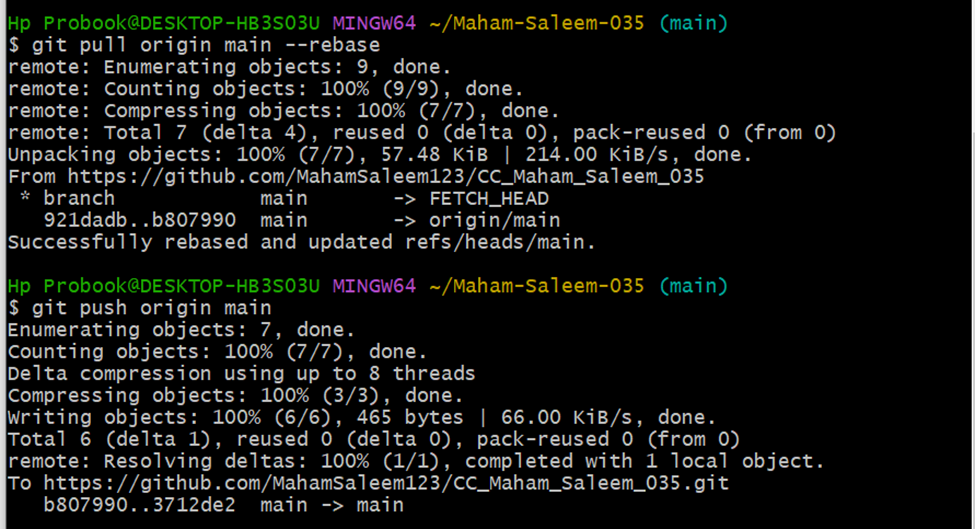 Hp Probook@DESKTOP-HB3S03U MINGW64 ~/Maham-Saleem-035 (main)
$ git pull origin main --rebase
remote: Enumerating objects: 9, done.
remote: Counting objects: 100% (9/9), done.
remote: Compressing objects: 100% (7/7), done.
remote: Total 7 (delta 4), reused 0 (delta 0), pack-reused 0 (from 0)
Unpacking objects: 100% (7/7), 57.48 KiB | 214.00 KiB/s, done.
From https://github.com/MahamSaleem123/CC_Maham_Saleem_035
 * branch            main       -> FETCH_HEAD
   921dadb..b807990  main       -> origin/main
Successfully rebased and updated refs/heads/main.
Hp Probook@DESKTOP-HB3S03U MINGW64 ~/Maham-Saleem-035 (main)
$ git push origin main
Enumerating objects: 7, done.
Counting objects: 100% (7/7), done.
Delta compression using up to 8 threads
Compressing objects: 100% (3/3), done.
Writing objects: 100% (6/6), 465 bytes | 66.00 KiB/s, done.
Total 6 (delta 1), reused 0 (delta 0), pack-reused 0 (from 0)
remote: Resolving deltas: 100% (1/1), completed with 1 local object.
To https://github.com/MahamSaleem123/CC_Maham_Saleem_035.git
   b807990..3712de2  main -> main